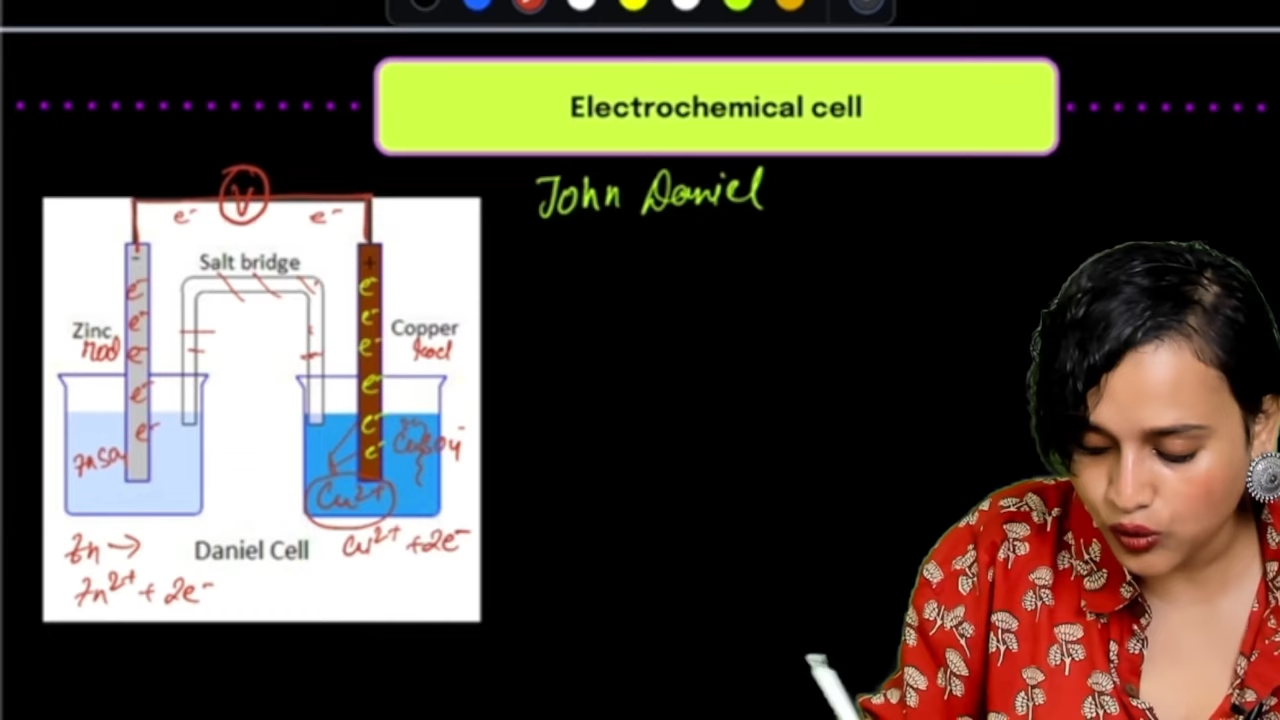 Electrochemical cell
John Daniel
V
e⁻ e⁻
Salt bridge
- +
e⁻
e⁻
e⁻
e⁻
e⁻
e⁻
e⁻
e⁻
e⁻
e⁻
e⁻
Zinc
rod
Copper
rod
ZnSO₄
CuSO₄
Cu²⁺
Zn →
Zn²⁺ + 2e⁻
Daniel Cell
Cu²⁺ +2e⁻